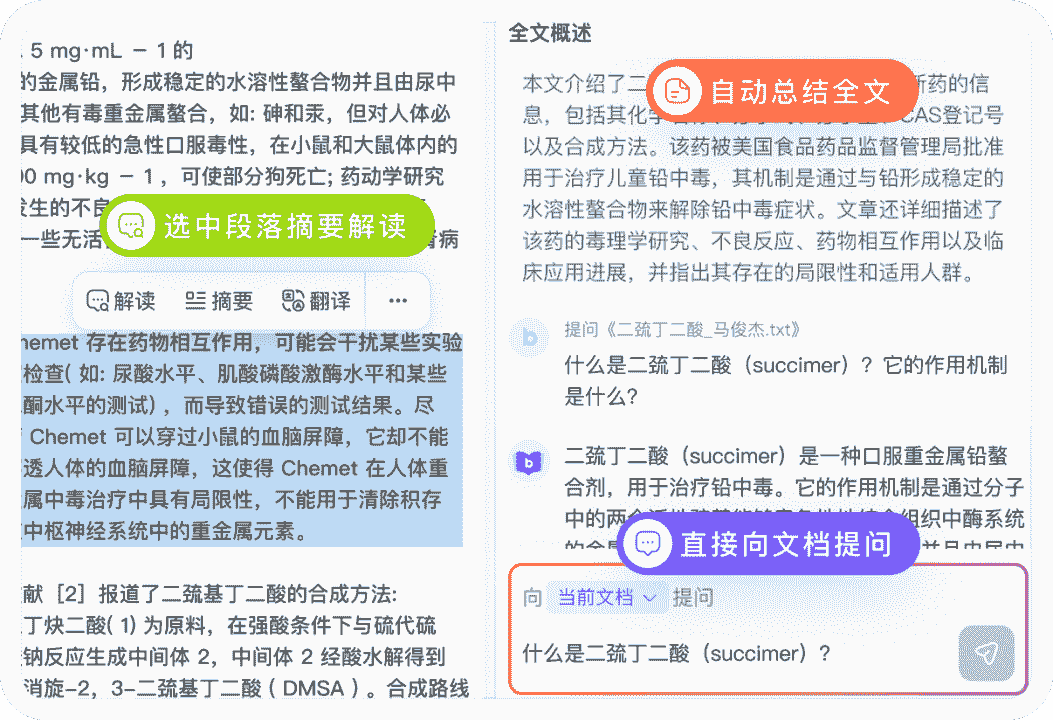 . 5 mg·mL - 1 的
的金属铅，形成稳定的水溶性螯合物并且由尿中
其他有毒重金属螯合，如: 砷和汞，但对人体必
具有较低的急性口服毒性，在小鼠和大鼠体内的
00 mg·kg - 1 ，可使部分狗死亡; 药动学研究
发生的不良
选中段落摘要解读
一些无活
肾病
解读 摘要 翻译 ···
hemet 存在药物相互作用，可能会干扰某些实验
检查( 如: 尿酸水平、肌酸磷酸激酶水平和某些
酮水平的测试) ，而导致错误的测试结果。尽
Chemet 可以穿过小鼠的血脑屏障，它却不能
透人体的血脑屏障，这使得 Chemet 在人体重
属中毒治疗中具有局限性，不能用于清除积存
中枢神经系统中的重金属元素。
献［2］报道了二巯基丁二酸的合成方法:
丁炔二酸( 1) 为原料，在强酸条件下与硫代硫
钠反应生成中间体 2，中间体 2 经酸水解得到
消旋-2，3-二巯基丁二酸 ( DMSA ) 。合成路线
全文概述
自动总结全文
本文介绍了二
新药的信
息，包括其化学
CAS登记号
以及合成方法。该药被美国食品药品监督管理局批准
用于治疗儿童铅中毒，其机制是通过与铅形成稳定的
水溶性螯合物来解除铅中毒症状。文章还详细描述了
该药的毒理学研究、不良反应、药物相互作用以及临
床应用进展，并指出其存在的局限性和适用人群。
提问《二巯丁二酸_马俊杰.txt》
什么是二巯丁二酸（succimer）？它的作用机制
是什么?
二巯丁二酸（succimer）是一种口服重金属铅螯
合剂，用于治疗铅中毒。它的作用机制是通过分子
中的两个
组织中酶系统
直接向文档提问
向 当前文档 提问
什么是二巯丁二酸（succimer）?